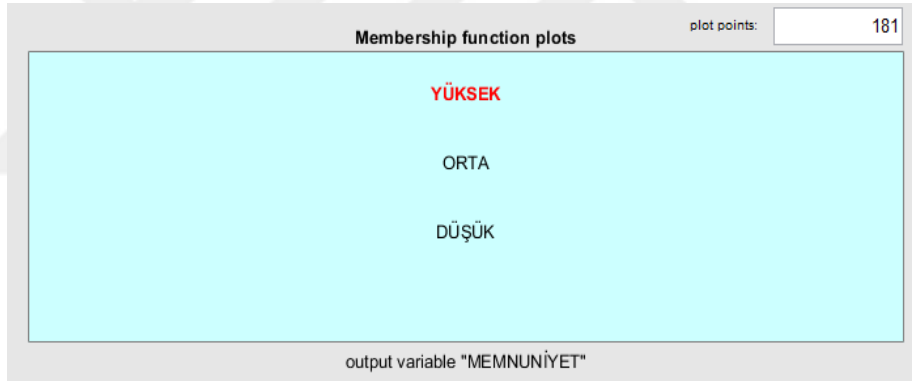 Membership function plots
plot points: 181
YÜKSEK
ORTA
DÜŞÜK
output variable "MEMNUNİYET"